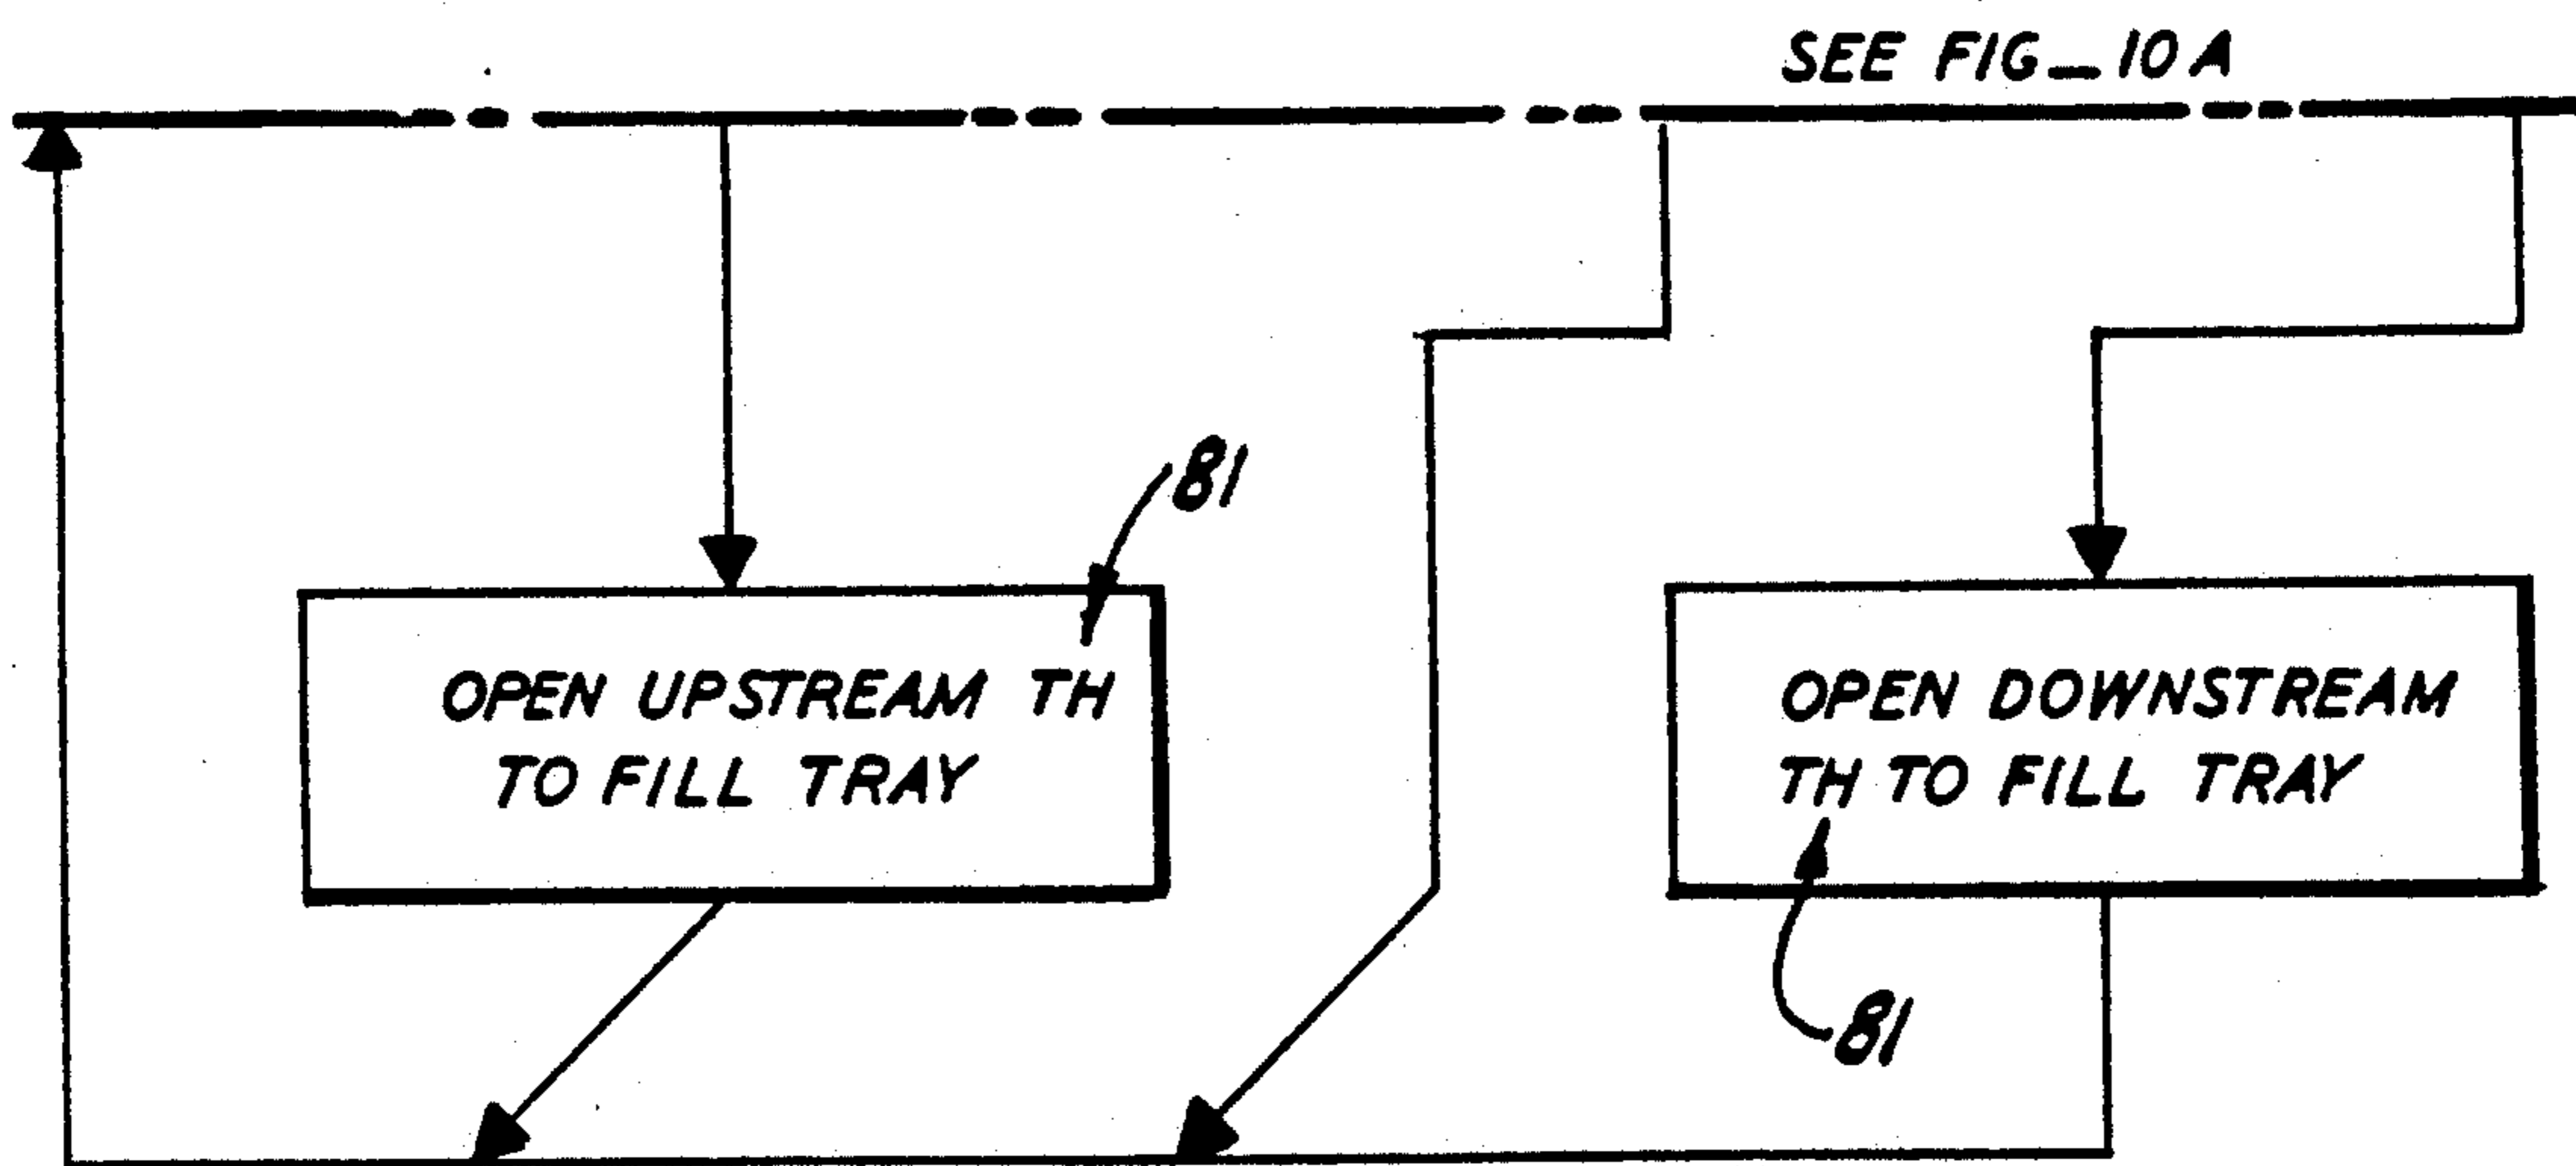 SEE FIG_10A
81
OPEN UPSTREAM TH
TO FILL TRAY
OPEN DOWNSTREAM
TH TO FILL TRAY
81